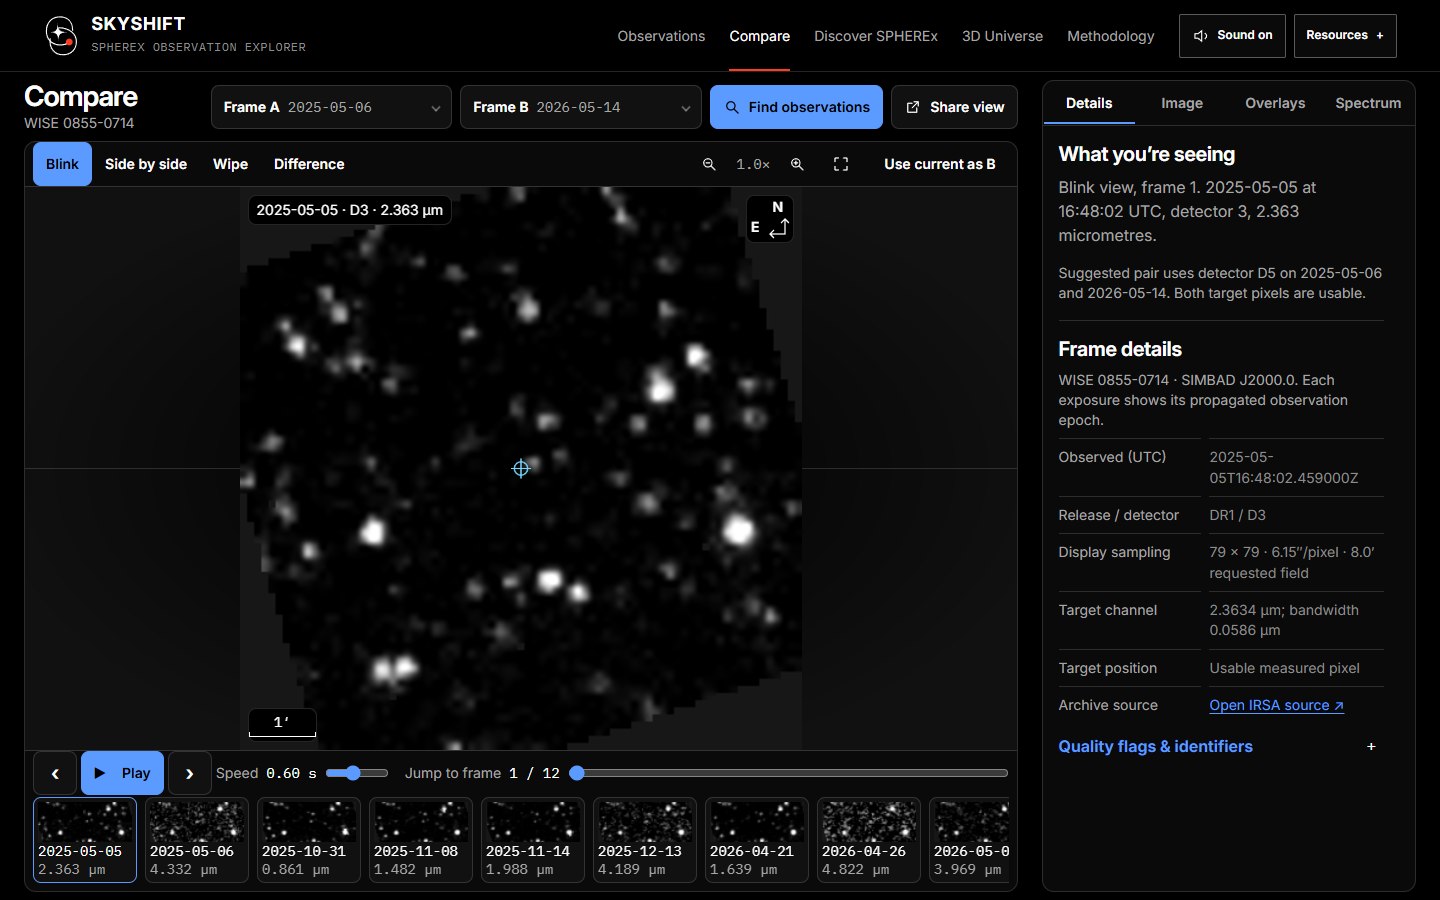 SKYSHIFT
SPHEREX OBSERVATION EXPLORER
Observations
Compare
Discover SPHEREx
3D Universe
Methodology
Sound on
Resources +
Compare
WISE 0855-0714
Frame A 2025-05-06
Frame B 2026-05-14
Find observations
Share view
Blink
Side by side
Wipe
Difference
1.0×
Use current as B
2025-05-05 · D3 · 2.363 µm
N
E
1′
‹
Play
›
Speed 0.60 s
Jump to frame 1 / 12
2025-05-05
2.363 µm
2025-05-06
4.332 µm
2025-10-31
0.861 µm
2025-11-08
1.482 µm
2025-11-14
1.988 µm
2025-12-13
4.189 µm
2026-04-21
1.639 µm
2026-04-26
4.822 µm
2026-05-0
3.969 µm
Details
Image
Overlays
Spectrum
What you’re seeing
Blink view, frame 1. 2025-05-05 at
16:48:02 UTC, detector 3, 2.363
micrometres.
Suggested pair uses detector D5 on 2025-05-06
and 2026-05-14. Both target pixels are usable.
Frame details
WISE 0855-0714 · SIMBAD J2000.0. Each
exposure shows its propagated observation
epoch.
Observed (UTC)
2025-05-
05T16:48:02.459000Z
Release / detector
DR1 / D3
Display sampling
79 × 79 · 6.15″/pixel · 8.0′
requested field
Target channel
2.3634 µm; bandwidth
0.0586 µm
Target position
Usable measured pixel
Archive source
Open IRSA source ↗
Quality flags & identifiers +